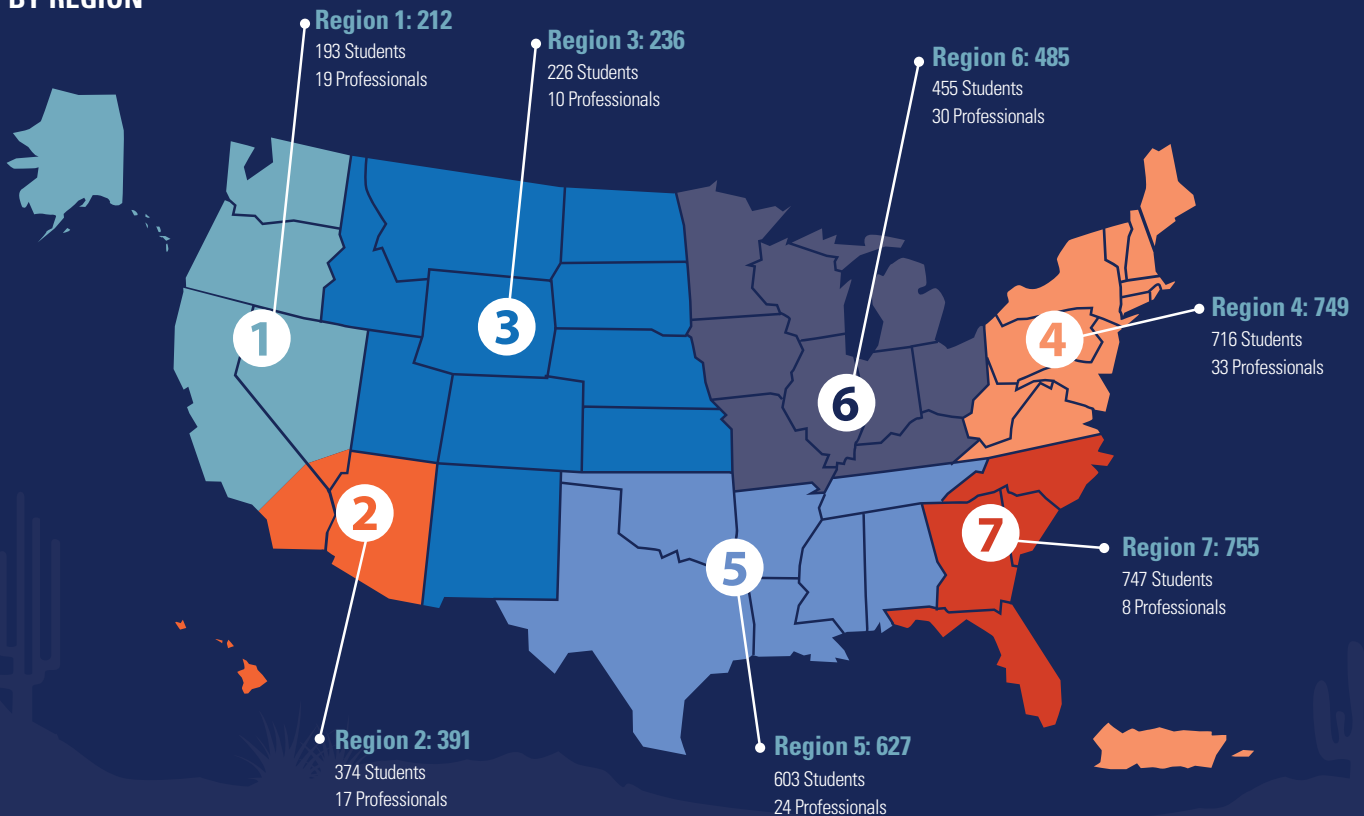 BY REGION
Region 1: 212
193 Students
19 Professionals
Region 3: 236
226 Students
10 Professionals
Region 6: 485
455 Students
30 Professionals
Region 4: 749
716 Students
33 Professionals
Region 7: 755
747 Students
8 Professionals
Region 2: 391
374 Students
17 Professionals
Region 5: 627
603 Students
24 Professionals
1
3
4
6
2
7
5